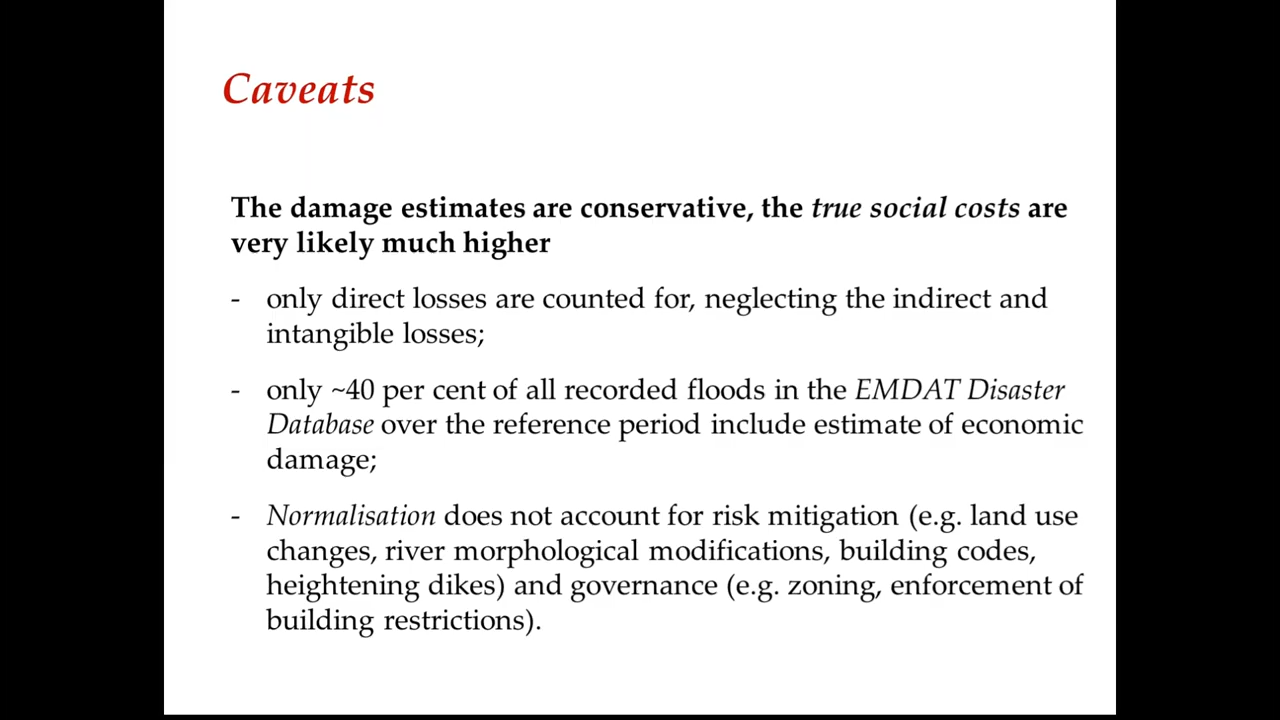 Caveats
The damage estimates are conservative, the true social costs are
very likely much higher
- only direct losses are counted for, neglecting the indirect and
intangible losses;
- only ~40 per cent of all recorded floods in the EMDAT Disaster
Database over the reference period include estimate of economic
damage;
- Normalisation does not account for risk mitigation (e.g. land use
changes, river morphological modifications, building codes,
heightening dikes) and governance (e.g. zoning, enforcement of
building restrictions).